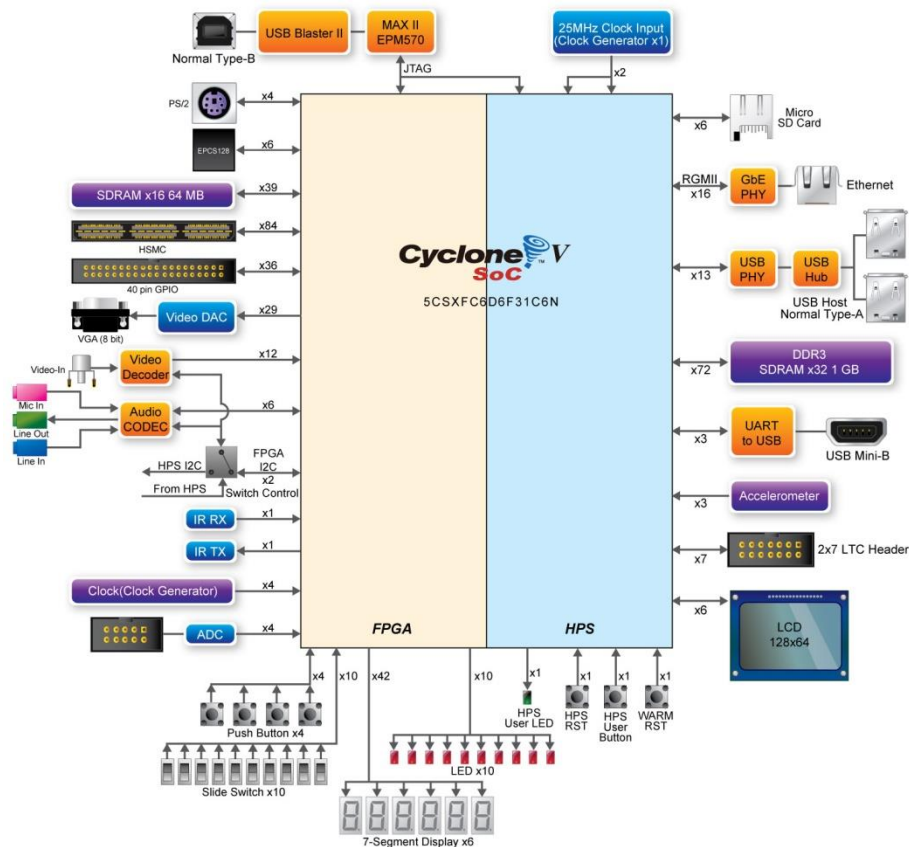 Normal Type-B
USB Blaster II
MAX II
EPM570
JTAG
25MHz Clock Input
(Clock Generator x1)
x2
PS/2
x4
EPCS128
x6
SDRAM x16 64 MB
x39
HSMC
x84
40 pin GPIO
x36
VGA (8 bit)
Video DAC
x29
Video-In
Video
Decoder
x12
Mic In
Line Out
Line In
Audio
CODEC
x6
HPS I2C
From HPS
FPGA
I2C
x2
Switch Control
IR RX
x1
IR TX
x1
Clock(Clock Generator)
x4
ADC
x4
Cyclone V
SoC
TM
5CSXFC6D6F31C6N
FPGA
HPS
x6
Micro
SD Card
RGMII
x16
GbE
PHY
Ethernet
x13
USB
PHY
USB
Hub
USB Host
Normal Type-A
x72
DDR3
SDRAM x32 1 GB
x3
UART
to USB
USB Mini-B
x3
Accelerometer
x7
2x7 LTC Header
x6
LCD
128x64
x4
x10
x42
x10
x1
x1
x1
x1
Push Button x4
Slide Switch x10
7-Segment Display x6
LED x10
HPS
User LED
HPS
RST
HPS
User
Button
WARM
RST